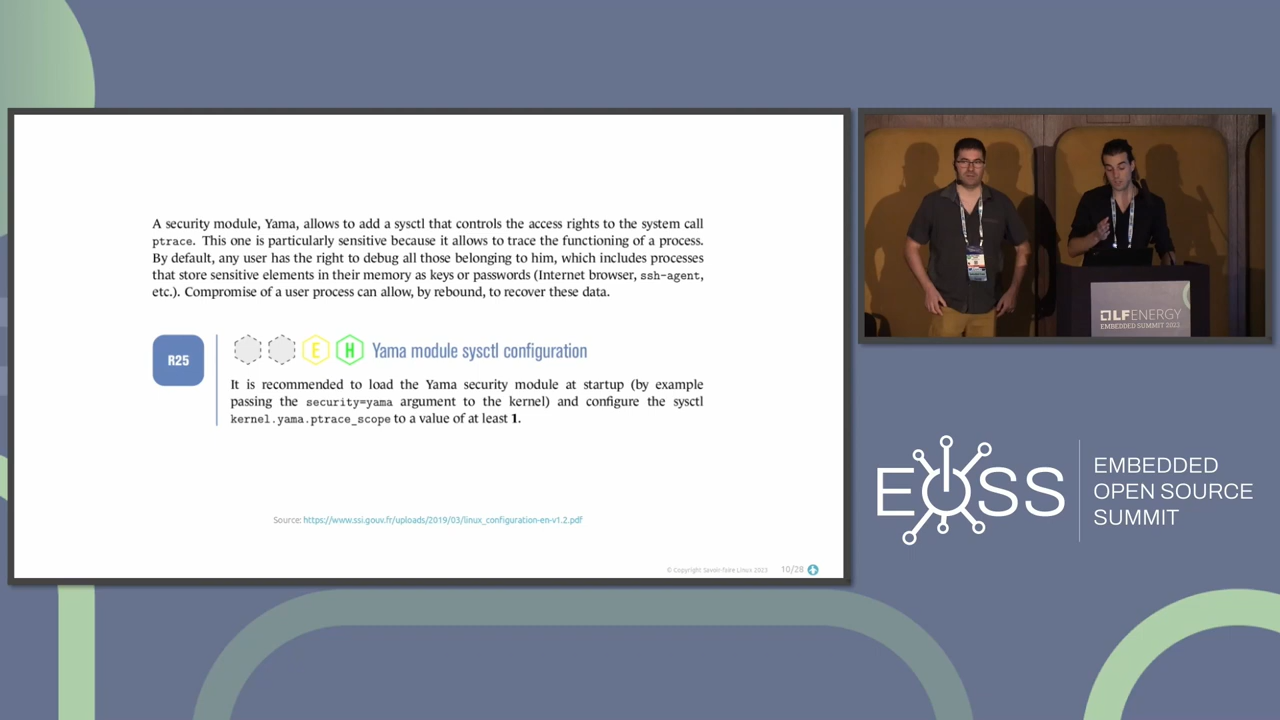 A security module, Yama, allows to add a sysctl that controls the access rights to the system call
ptrace. This one is particularly sensitive because it allows to trace the functioning of a process.
By default, any user has the right to debug all those belonging to him, which includes processes
that store sensitive elements in their memory as keys or passwords (Internet browser, ssh-agent,
etc.). Compromise of a user process can allow, by rebound, to recover these data.
R25
E H Yama module sysctl configuration
It is recommended to load the Yama security module at startup (by example
passing the security=yama argument to the kernel) and configure the sysctl
kernel.yama.ptrace_scope to a value of at least 1.
Source: https://www.ssi.gouv.fr/uploads/2019/03/linux_configuration-en-v1.2.pdf
© Copyright Savoir-faire Linux 2023 10/28
LFENERGY
EMBEDDED SUMMIT 2023
EOSS
EMBEDDED
OPEN SOURCE
SUMMIT